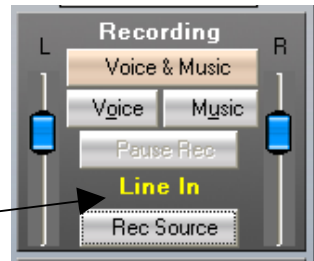 Recording
L R
Voice & Music
Voice Music
Pause Rec
Line In
Rec Source